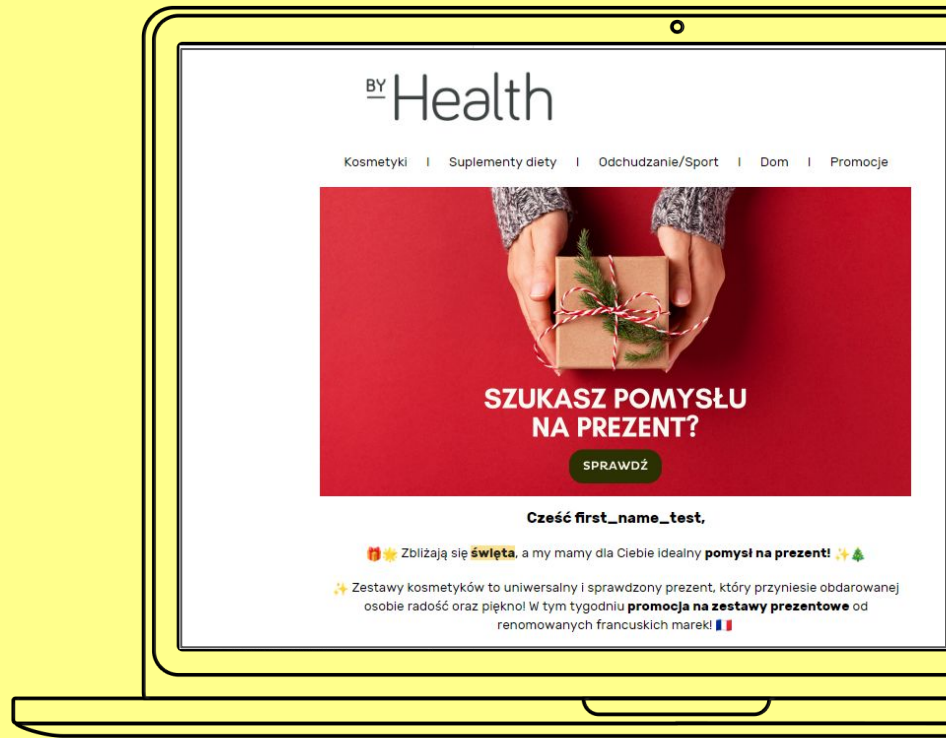 BY Health
Kosmetyki | Suplementy diety | Odchudzanie/Sport | Dom | Promocje
SZUKASZ POMYSŁU
NA PREZENT?
SPRAWDŹ
Cześć first_name_test,
🎁🌟 Zbliżają się święta, a my mamy dla Ciebie idealny pomysł na prezent! ✨🎄
✨ Zestawy kosmetyków to uniwersalny i sprawdzony prezent, który przyniesie obdarowanej
osobie radość oraz piękno! W tym tygodniu promocja na zestawy prezentowe od
renomowanych francuskich marek! 🇫🇷